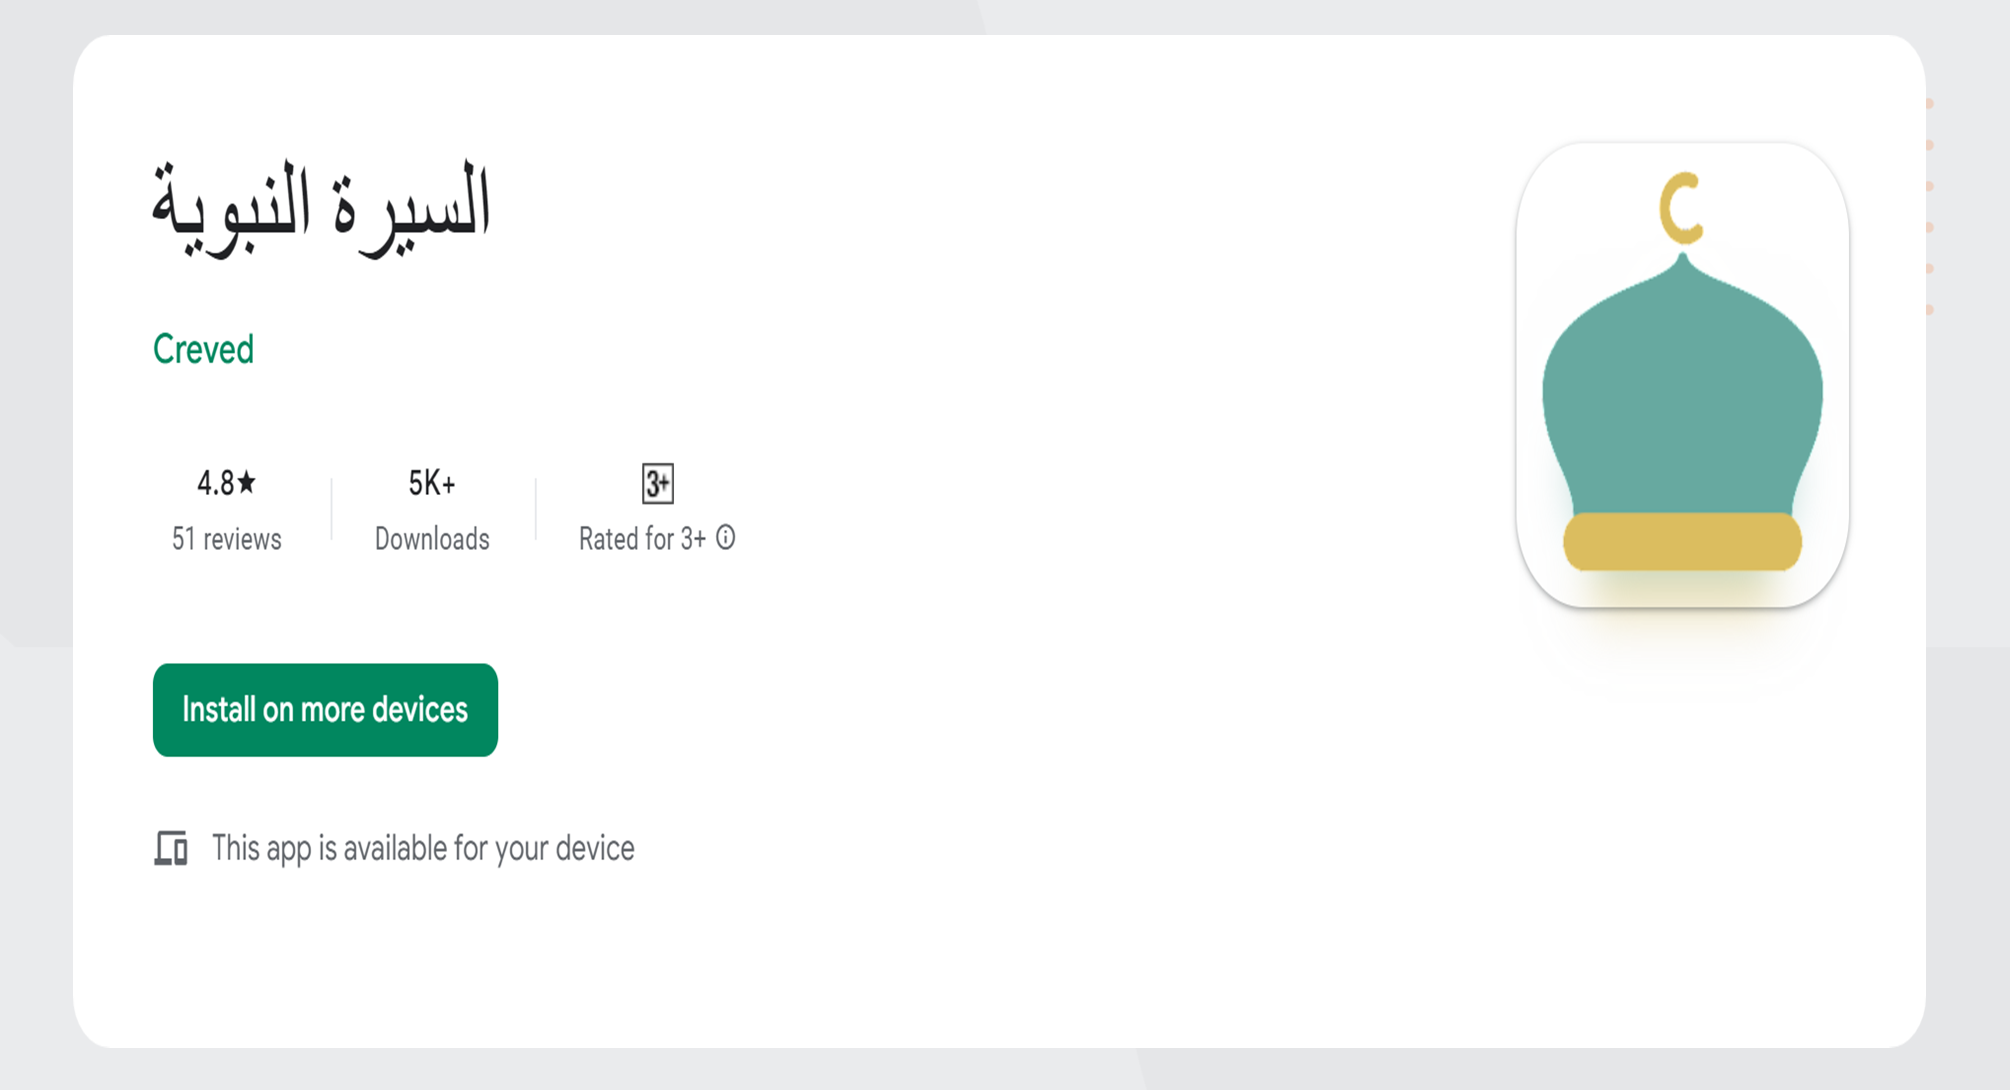 السيرة النبوية
Creved
4.8★ 5K+ 3+
51 reviews Downloads Rated for 3+
Install on more devices
This app is available for your device